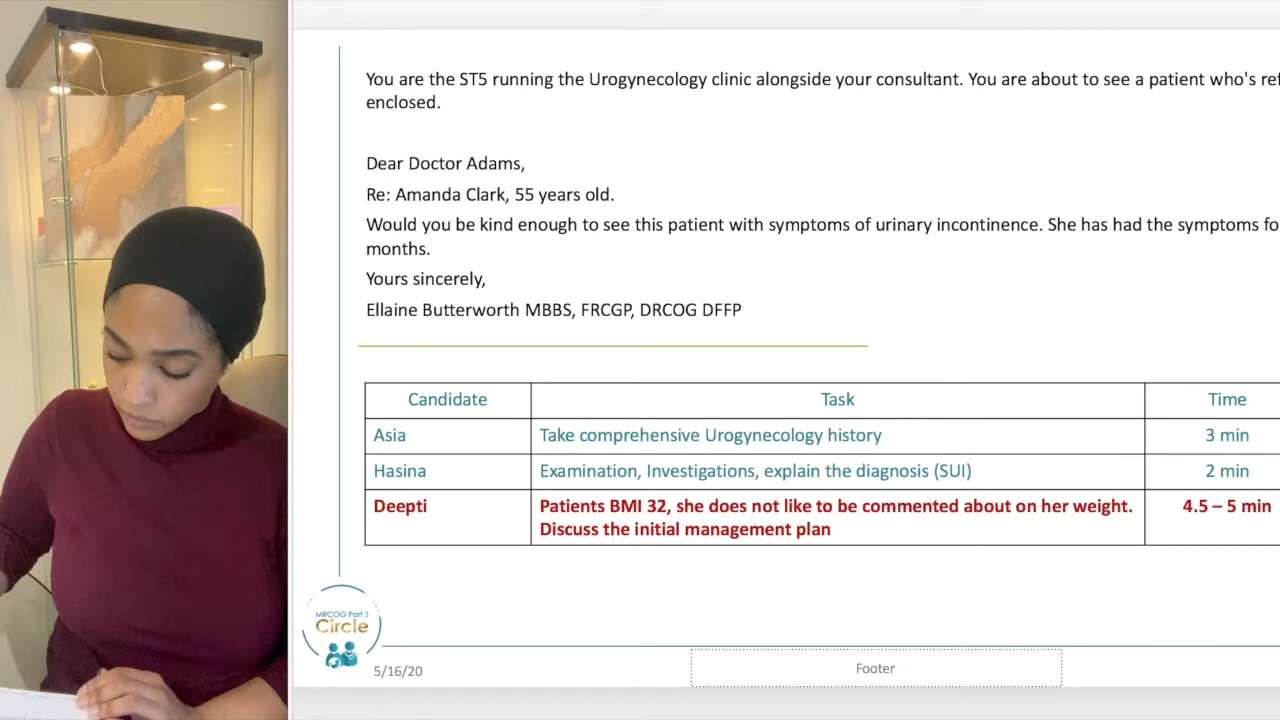 You are the ST5 running the Urogynecology clinic alongside your consultant. You are about to see a patient who's
enclosed.
Dear Doctor Adams,
Re: Amanda Clark, 55 years old.
Would you be kind enough to see this patient with symptoms of urinary incontinence. She has had the symptoms
months.
Yours sincerely,
Ellaine Butterworth MBBS, FRCGP, DRCOG DFFP
Candidate Task Time
Asia Take comprehensive Urogynecology history 3 min
Hasina Examination, Investigations, explain the diagnosis (SUI) 2 min
Deepti Patients BMI 32, she does not like to be commented about on her weight. 4.5 – 5 min
Discuss the initial management plan
MRCOG Part 3
Circle
5/16/20
Footer